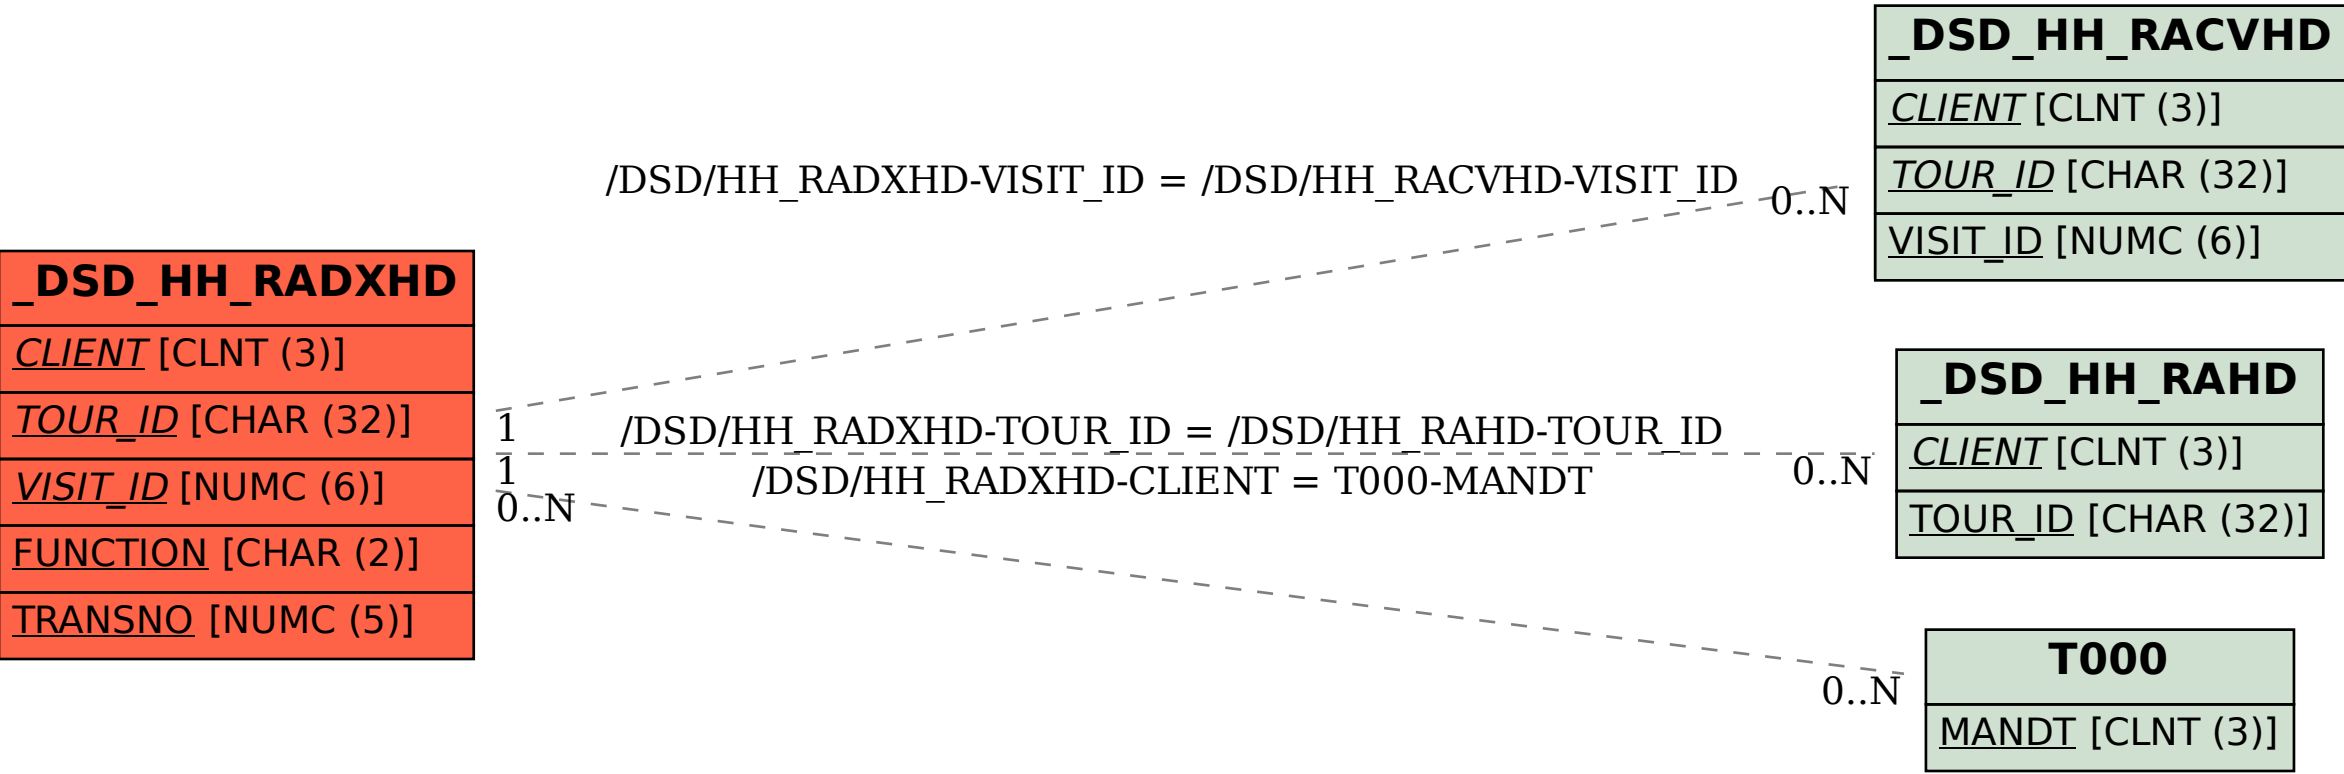 _DSD_HH_RADXHD
CLIENT [CLNT (3)]
TOUR_ID [CHAR (32)]
VISIT_ID [NUMC (6)]
FUNCTION [CHAR (2)]
TRANSNO [NUMC (5)]
/DSD/HH_RADXHD-VISIT_ID = /DSD/HH_RACVHD-VISIT_ID
0..N
1
/DSD/HH_RADXHD-TOUR_ID = /DSD/HH_RAHD-TOUR_ID
1
0..N
/DSD/HH_RADXHD-CLIENT = T000-MANDT
0..N
0..N
_DSD_HH_RACVHD
CLIENT [CLNT (3)]
TOUR_ID [CHAR (32)]
VISIT_ID [NUMC (6)]
_DSD_HH_RAHD
CLIENT [CLNT (3)]
TOUR_ID [CHAR (32)]
T000
MANDT [CLNT (3)]